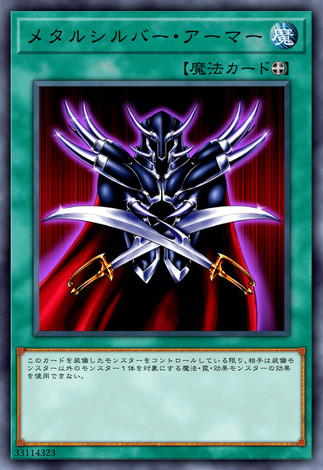 メタルシルバー・アーマー
魔
【魔法カード】
このカードを装備したモンスターをコントロールしている限り、相手は装備モン
スター以外のモンスター１体を対象にする魔法・罠・効果モンスターの効果
を使用できない。
33114323